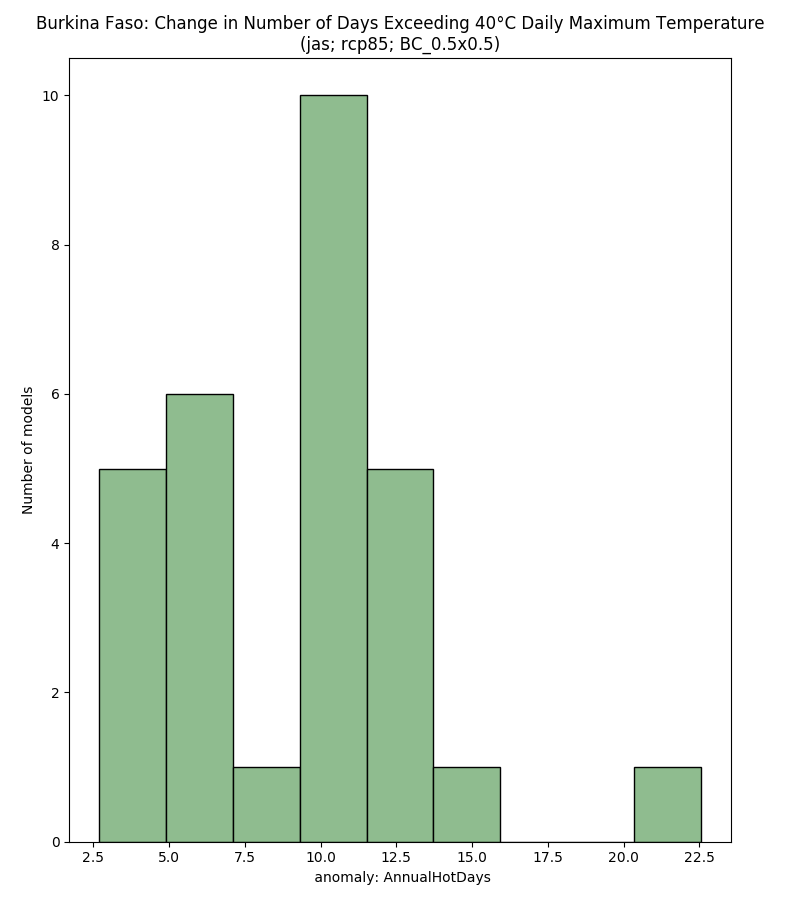 Burkina Faso: Change in Number of Days Exceeding 40°C Daily Maximum Temperature
(jas; rcp85; BC_0.5x0.5)
10
8
6
4
2
0
Number of models
2.5 5.0 7.5 10.0 12.5 15.0 17.5 20.0 22.5
anomaly: AnnualHotDays